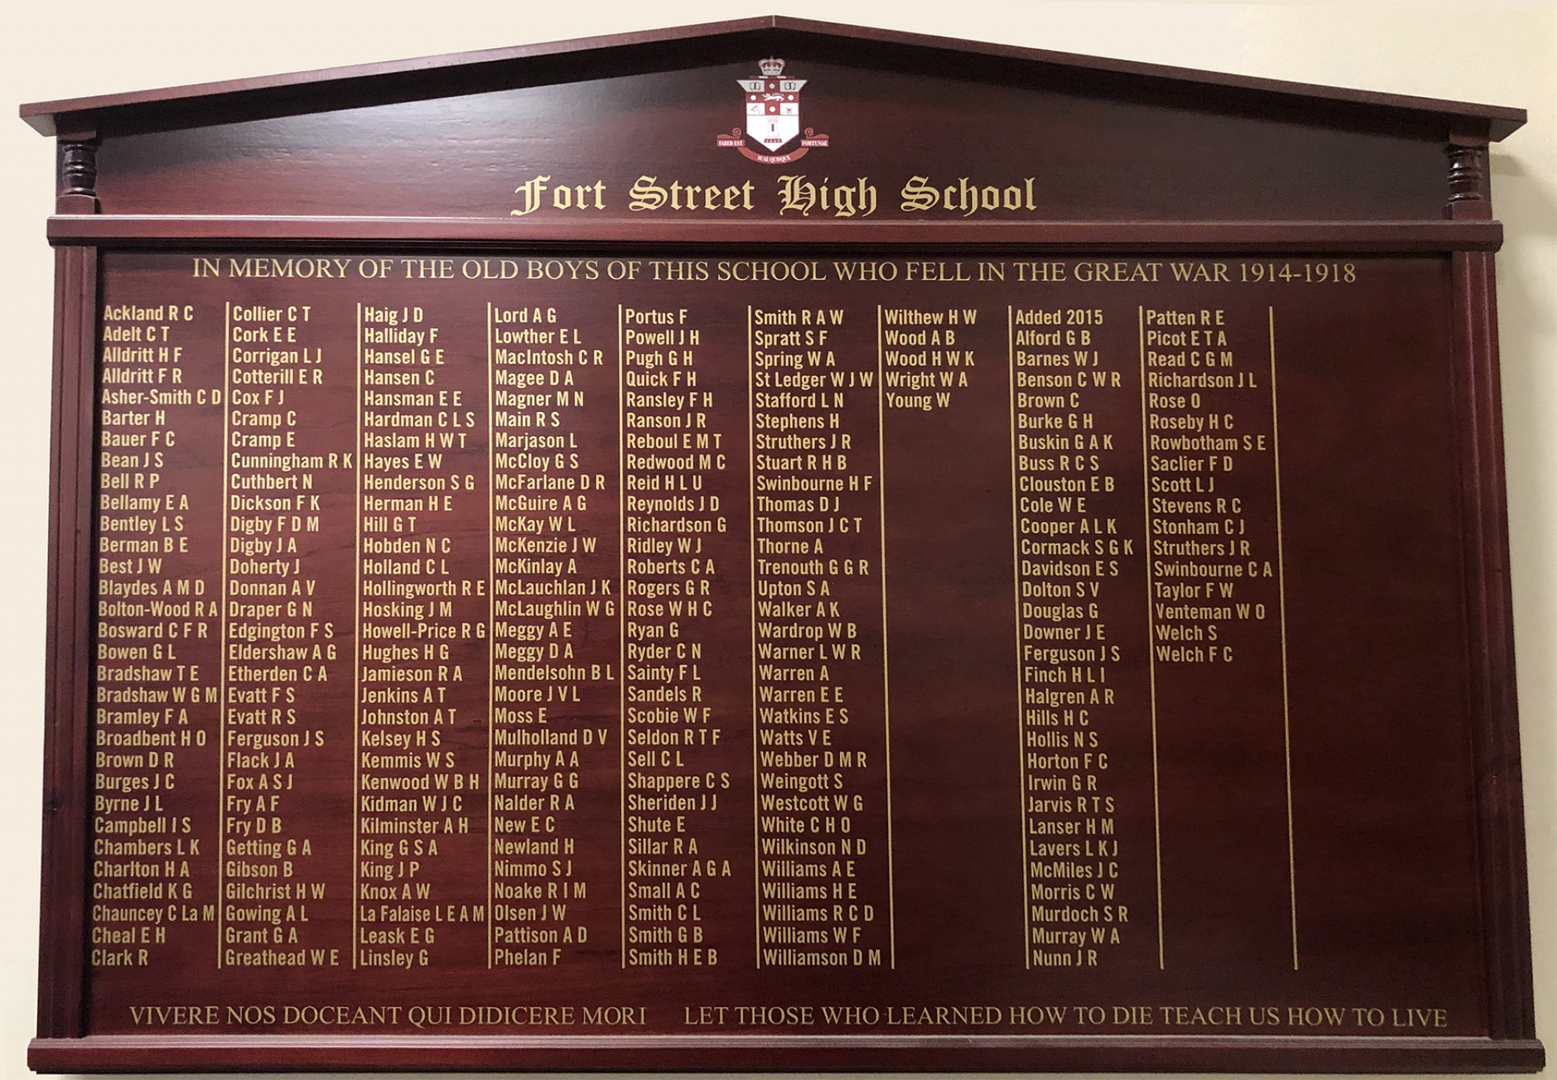 FABER EST
SUAE QUISQUE
FORTUNAE
Fort Street High School
IN MEMORY OF THE OLD BOYS OF THIS SCHOOL WHO FELL IN THE GREAT WAR 1914-1918
Ackland R C
Adelt C T
Alldritt H F
Alldritt F R
Asher-Smith C D
Barter H
Bauer F C
Bean J S
Bell R P
Bellamy E A
Bentley L S
Berman B E
Best J W
Blaydes A M D
Bolton-Wood R A
Bosward C F R
Bowen G L
Bradshaw T E
Bradshaw W G M
Bramley F A
Broadbent H O
Brown D R
Burges J C
Byrne J L
Campbell I S
Chambers L K
Charlton H A
Chatfield K G
Chauncey C La M
Cheal E H
Clark R
Collier C T
Cork E E
Corrigan L J
Cotterill E R
Cox F J
Cramp C
Cramp E
Cunningham R K
Cuthbert N
Dickson F K
Digby F D M
Digby J A
Doherty J
Donnan A V
Draper G N
Edgington F S
Eldershaw A G
Etherden C A
Evatt F S
Evatt R S
Ferguson J S
Flack J A
Fox A S J
Fry A F
Fry D B
Getting G A
Gibson B
Gilchrist H W
Gowing A L
Grant G A
Greathead W E
Haig J D
Halliday F
Hansel G E
Hansen C
Hansman E E
Hardman C L S
Haslam H W T
Hayes E W
Henderson S G
Herman H E
Hill G T
Hobden N C
Holland C L
Hollingworth R E
Hosking J M
Howell-Price R G
Hughes H G
Jamieson R A
Jenkins A T
Johnston A T
Kelsey H S
Kemmis W S
Kenwood W B H
Kidman W J C
Kilminster A H
King G S A
King J P
Knox A W
La Falaise L E A M
Leask E G
Linsley G
Lord A G
Lowther E L
MacIntosh C R
Magee D A
Magner M N
Main R S
Marjason L
McCloy G S
McFarlane D R
McGuire A G
McKay W L
McKenzie J W
McKinlay A
McLauchlan J K
McLaughlin W G
Meggy A E
Meggy D A
Mendelsohn B L
Moore J V L
Moss E
Mulholland D V
Murphy A A
Murray G G
Nalder R A
New E C
Newland H
Nimmo S J
Noake R I M
Olsen J W
Pattison A D
Phelan F
Portus F
Powell J H
Pugh G H
Quick F H
Ransley F H
Ranson J R
Reboul E M T
Redwood M C
Reid H L U
Reynolds J D
Richardson G
Ridley W J
Roberts C A
Rogers G R
Rose W H C
Ryan G
Ryder C N
Sainty F L
Sandels R
Scobie W F
Seldon R T F
Sell C L
Shappere C S
Sheriden J J
Shute E
Sillar R A
Skinner A G A
Small A C
Smith C L
Smith G B
Smith H E B
Smith R A W
Spratt S F
Spring W A
St Ledger W J W
Stafford L N
Stephens H
Struthers J R
Stuart R H B
Swinbourne H F
Thomas D J
Thomson J C T
Thorne A
Trenouth G G R
Upton S A
Walker A K
Wardrop W B
Warner L W R
Warren A
Warren E E
Watkins E S
Watts V E
Webber D M R
Weingott S
Westcott W G
White C H O
Wilkinson N D
Williams A E
Williams H E
Williams R C D
Williams W F
Williamson D M
Wilthew H W
Wood A B
Wood H W K
Wright W A
Young W
Added 2015
Alford G B
Barnes W J
Benson C W R
Brown C
Burke G H
Buskin G A K
Buss R C S
Clouston E B
Cole W E
Cooper A L K
Cormack S G K
Davidson E S
Dolton S V
Douglas G
Downer J E
Ferguson J S
Finch H L I
Halgren A R
Hills H C
Hollis N S
Horton F C
Irwin G R
Jarvis R T S
Lanser H M
Lavers L K J
McMiles J C
Morris C W
Murdoch S R
Murray W A
Nunn J R
Patten R E
Picot E T A
Read C G M
Richardson J L
Rose O
Roseby H C
Rowbotham S E
Saclier F D
Scott L J
Stevens R C
Stonham C J
Struthers J R
Swinbourne C A
Taylor F W
Venteman W O
Welch S
Welch F C
VIVERE NOS DOCEANT QUI DIDICERE MORI LET THOSE WHO LEARNED HOW TO DIE TEACH US HOW TO LIVE